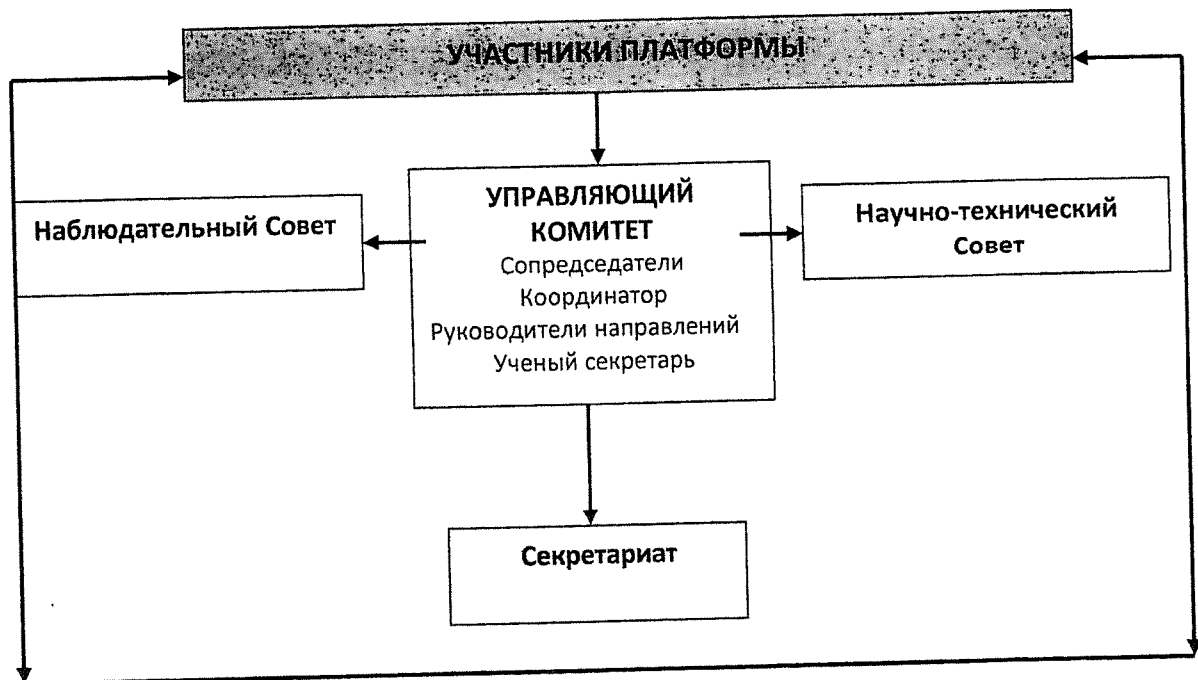 УЧАСТНИКИ ПЛАТФОРМЫ
УПРАВЛЯЮЩИЙ
КОМИТЕТ
Сопредседатели
Координатор
Руководители направлений
Ученый секретарь
Наблюдательный Совет
Научно-технический
Совет
Секретариат